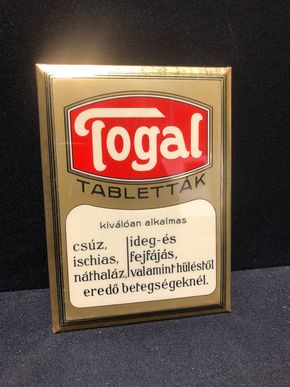 Togal
TABLETTÁK
kiválóan alkalmas
csúz, ideg-és
ischias, fejfájás,
náthaláz, valamint hűléstől
eredő betegségeknél.